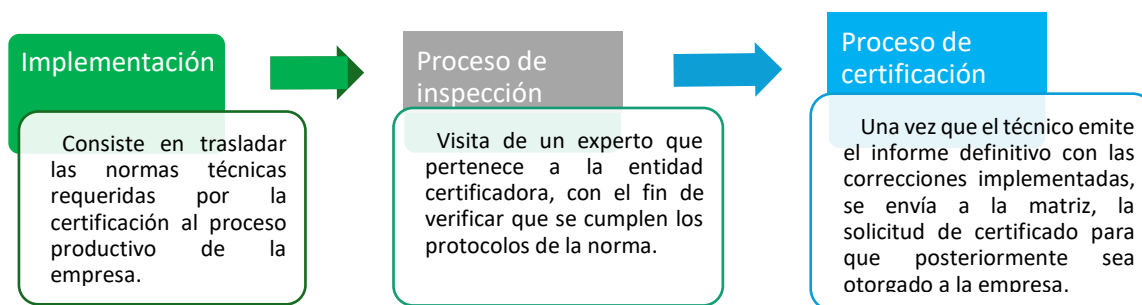 Implementación
Consiste en trasladar
las normas técnicas
requeridas por la
certificación al proceso
productivo de la
empresa.
Proceso de
inspección
Visita de un experto que
pertenece a la entidad
certificadora, con el fin de
verificar que se cumplen los
protocolos de la norma.
Proceso de
certificación
Una vez que el técnico emite
el informe definitivo con las
correcciones implementadas,
se envía a la matriz, la
solicitud de certificado para
que posteriormente sea
otorgado a la empresa.